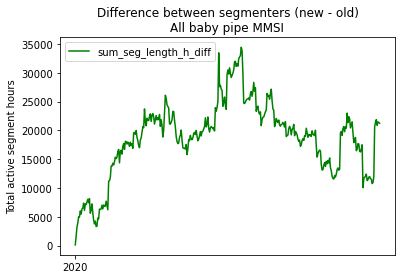 Difference between segmenters (new - old)
All baby pipe MMSI
sum_seg_length_h_diff
Total active segment hours
35000
30000
25000
20000
15000
10000
5000
0
2020